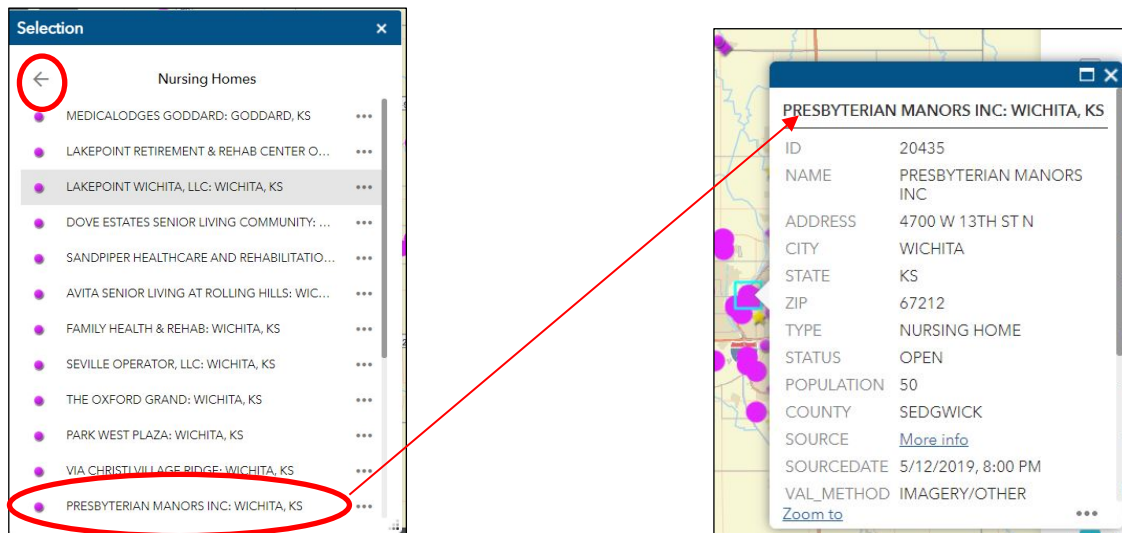 Selection
Nursing Homes
MEDICALODGES GODDARD: GODDARD, KS
LAKEPOINT RETIREMENT & REHAB CENTER O...
LAKEPOINT WICHITA, LLC: WICHITA, KS
DOVE ESTATES SENIOR LIVING COMMUNITY: ...
SANDPIPER HEALTHCARE AND REHABILITATIO...
AVITA SENIOR LIVING AT ROLLING HILLS: WIC...
FAMILY HEALTH & REHAB: WICHITA, KS
SEVILLE OPERATOR, LLC: WICHITA, KS
THE OXFORD GRAND: WICHITA, KS
PARK WEST PLAZA: WICHITA, KS
VIA CHRISTI VILLAGE RIDGE: WICHITA, KS
PRESBYTERIAN MANORS INC: WICHITA, KS
PRESBYTERIAN MANORS INC: WICHITA, KS
ID 20435
NAME PRESBYTERIAN MANORS
INC
ADDRESS 4700 W 13TH ST N
CITY WICHITA
STATE KS
ZIP 67212
TYPE NURSING HOME
STATUS OPEN
POPULATION 50
COUNTY SEDGWICK
SOURCE More info
SOURCEDATE 5/12/2019, 8:00 PM
VAL_METHOD IMAGERY/OTHER
Zoom to